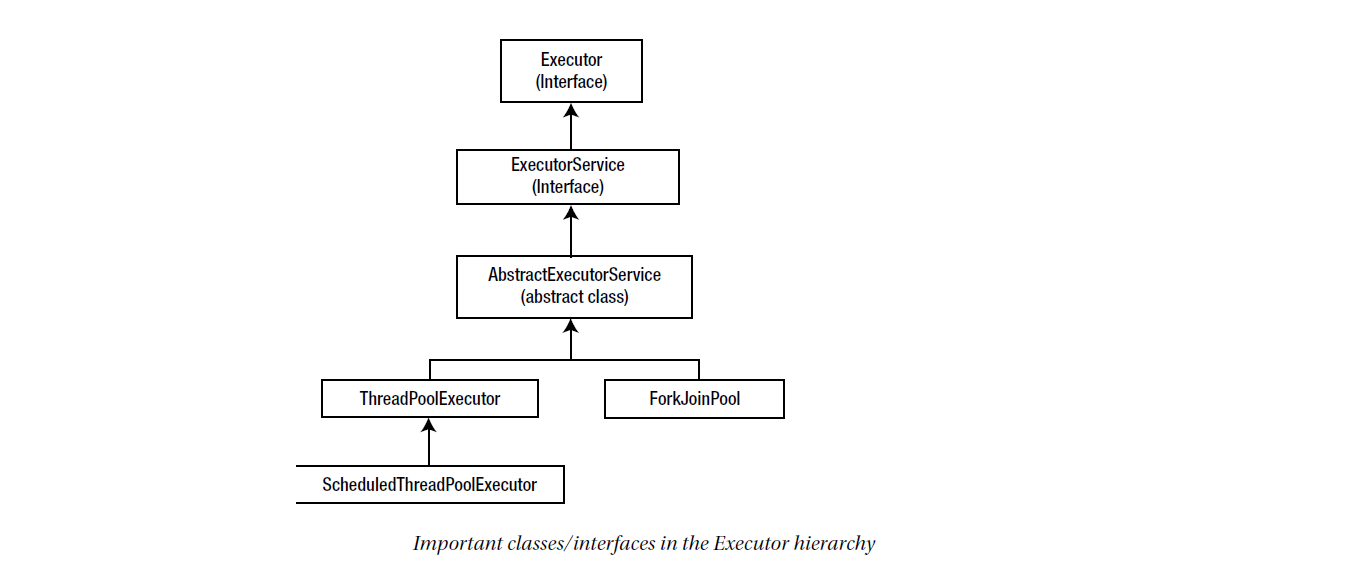 Executor
(Interface)
ExecutorService
(Interface)
AbstractExecutorService
(abstract class)
ThreadPoolExecutor
ForkJoinPool
ScheduledThreadPoolExecutor
Important classes/interfaces in the Executor hierarchy